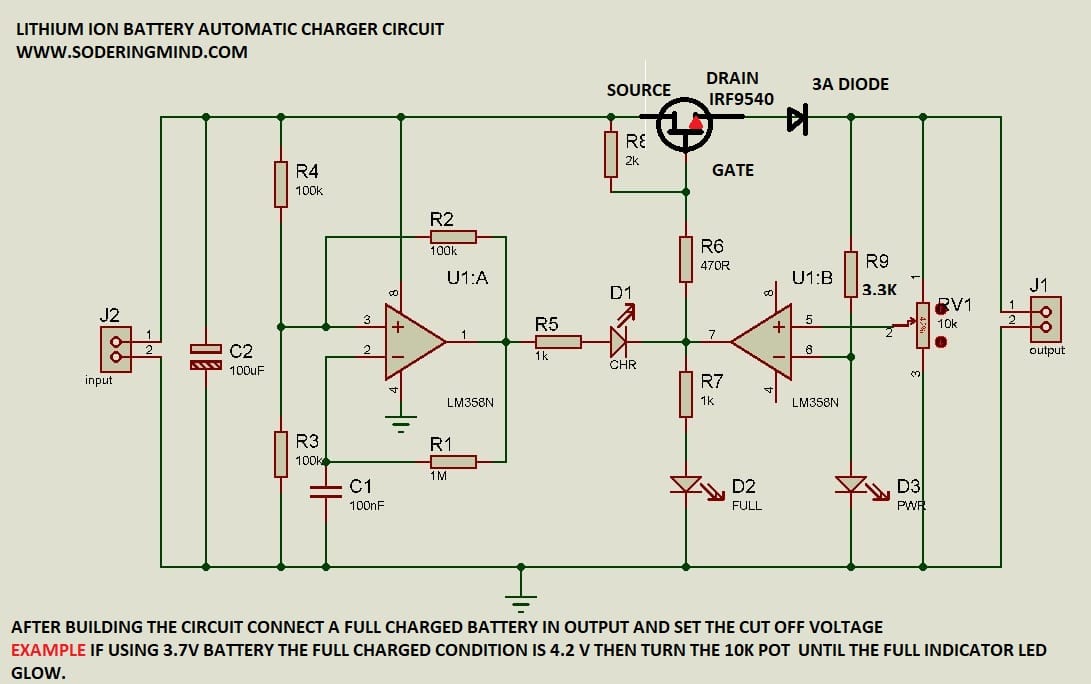 LITHIUM ION BATTERY AUTOMATIC CHARGER CIRCUIT
WWW.SODERINGMIND.COM
SOURCE
DRAIN
IRF9540
3A DIODE
GATE
R8
2k
R4
100k
R2
100k
U1:A
8
3
2
1
4
LM358N
R6
470R
U1:B
8
5
6
7
4
LM358N
R9
3.3K
1
RV1
10k
47%
2
3
J1
1
2
output
J2
1
2
input
C2
100uF
D1
CHR
R5
1k
R7
1k
R3
100k
R1
1M
C1
100nF
D2
FULL
D3
PWR
AFTER BUILDING THE CIRCUIT CONNECT A FULL CHARGED BATTERY IN OUTPUT AND SET THE CUT OFF VOLTAGE
EXAMPLE IF USING 3.7V BATTERY THE FULL CHARGED CONDITION IS 4.2 V THEN TURN THE 10K POT UNTIL THE FULL INDICATOR LED
GLOW.